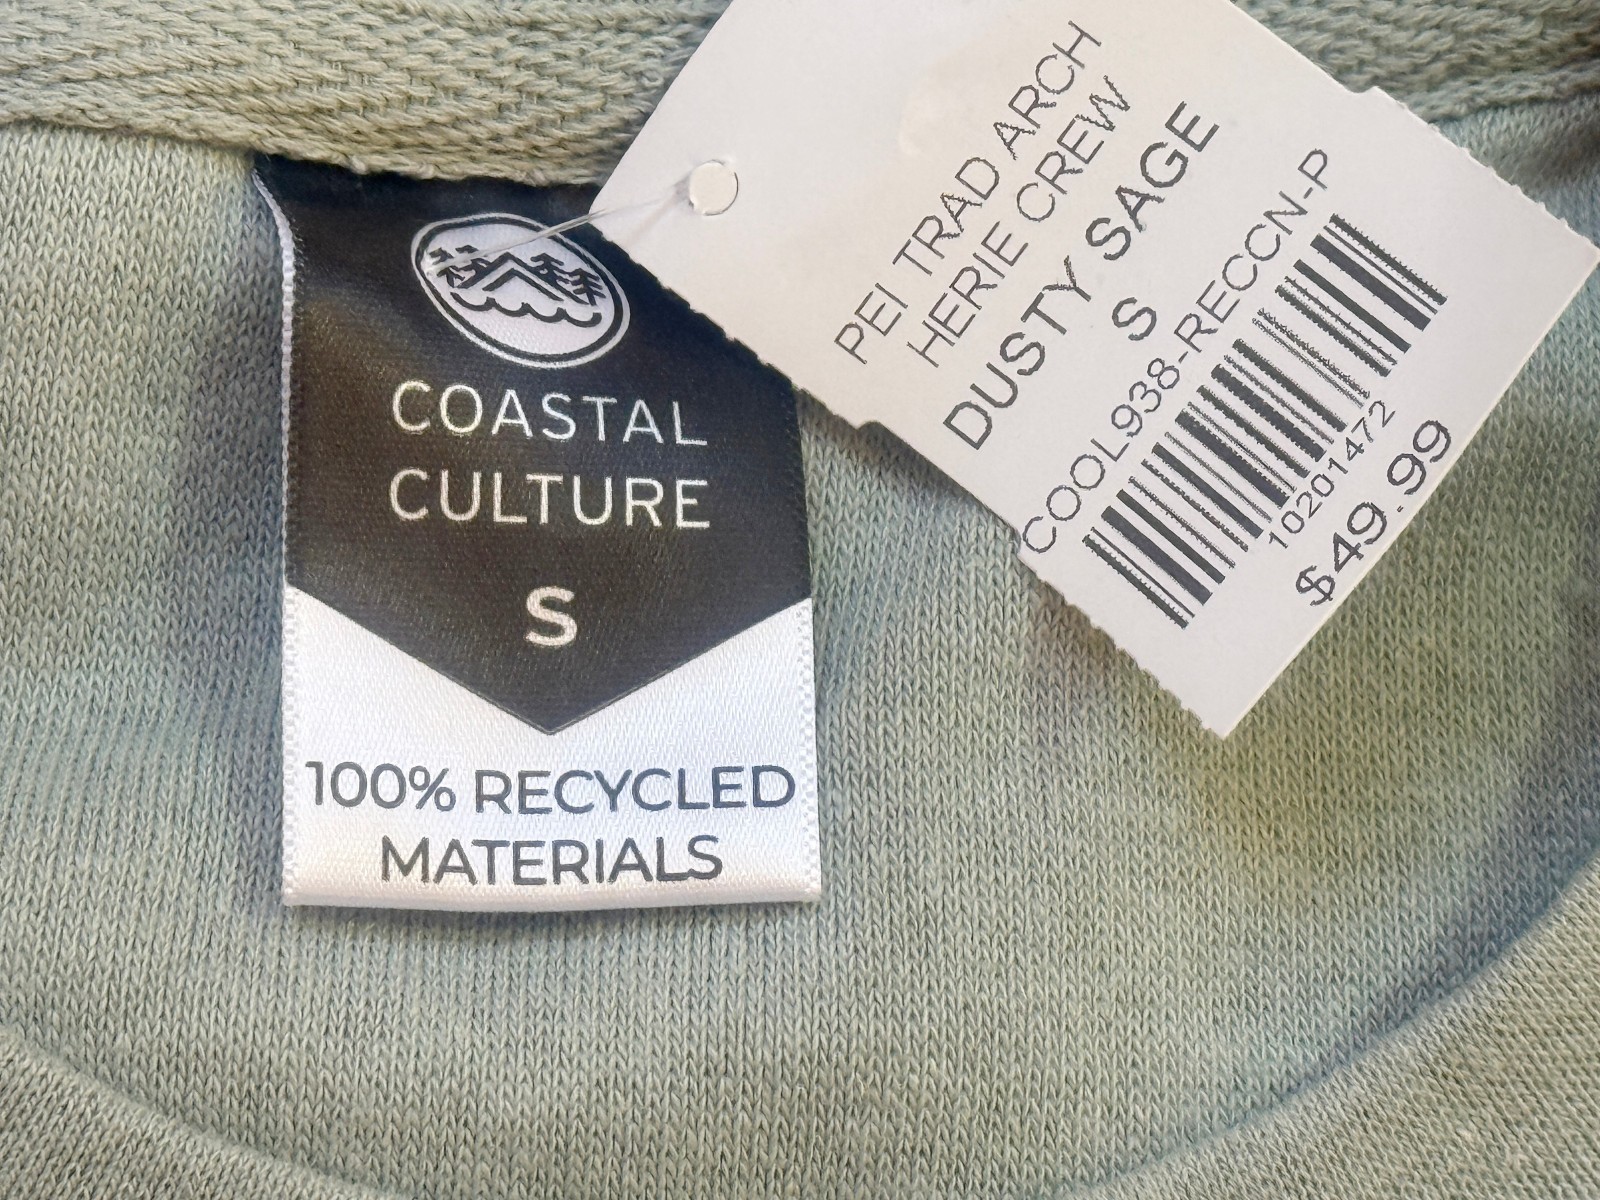 COASTAL
CULTURE
S
100% RECYCLED
MATERIALS
PEI TRAD ARCH
HERIE CREW
DUSTY SAGE
S
COOL938-RECCN-P
10201472
$49.99